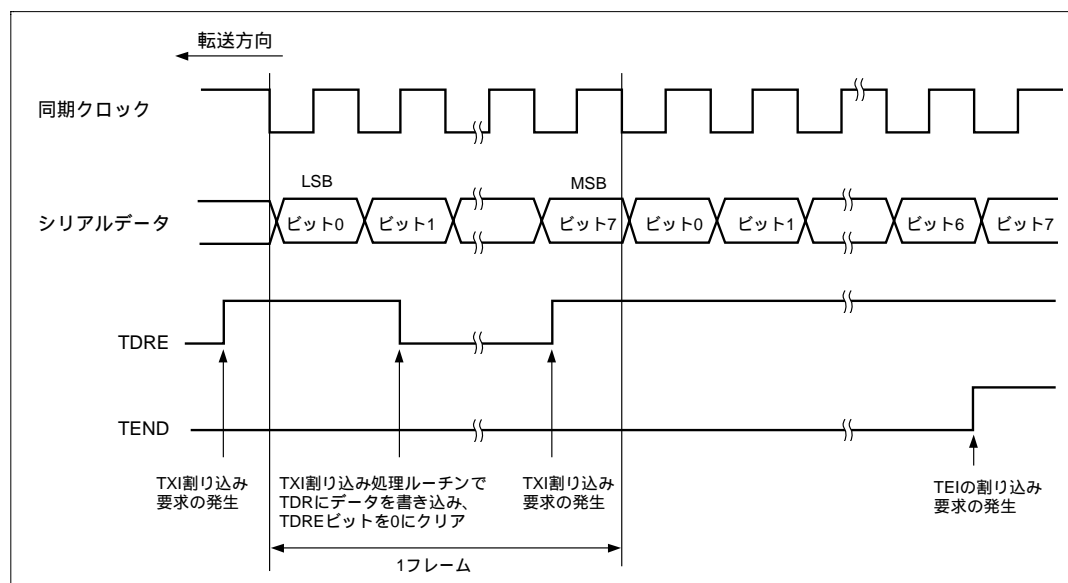 転送方向
同期クロック
LSB
MSB
シリアルデータ
ビット0
ビット1
ビット7
ビット0
ビット1
ビット6
ビット7
TDRE
TEND
TXI割り込み
要求の発生
TXI割り込み処理ルーチンで
TDRにデータを書き込み、
TDREビットを0にクリア
TXI割り込み
要求の発生
TEIの割り込み
要求の発生
1フレーム